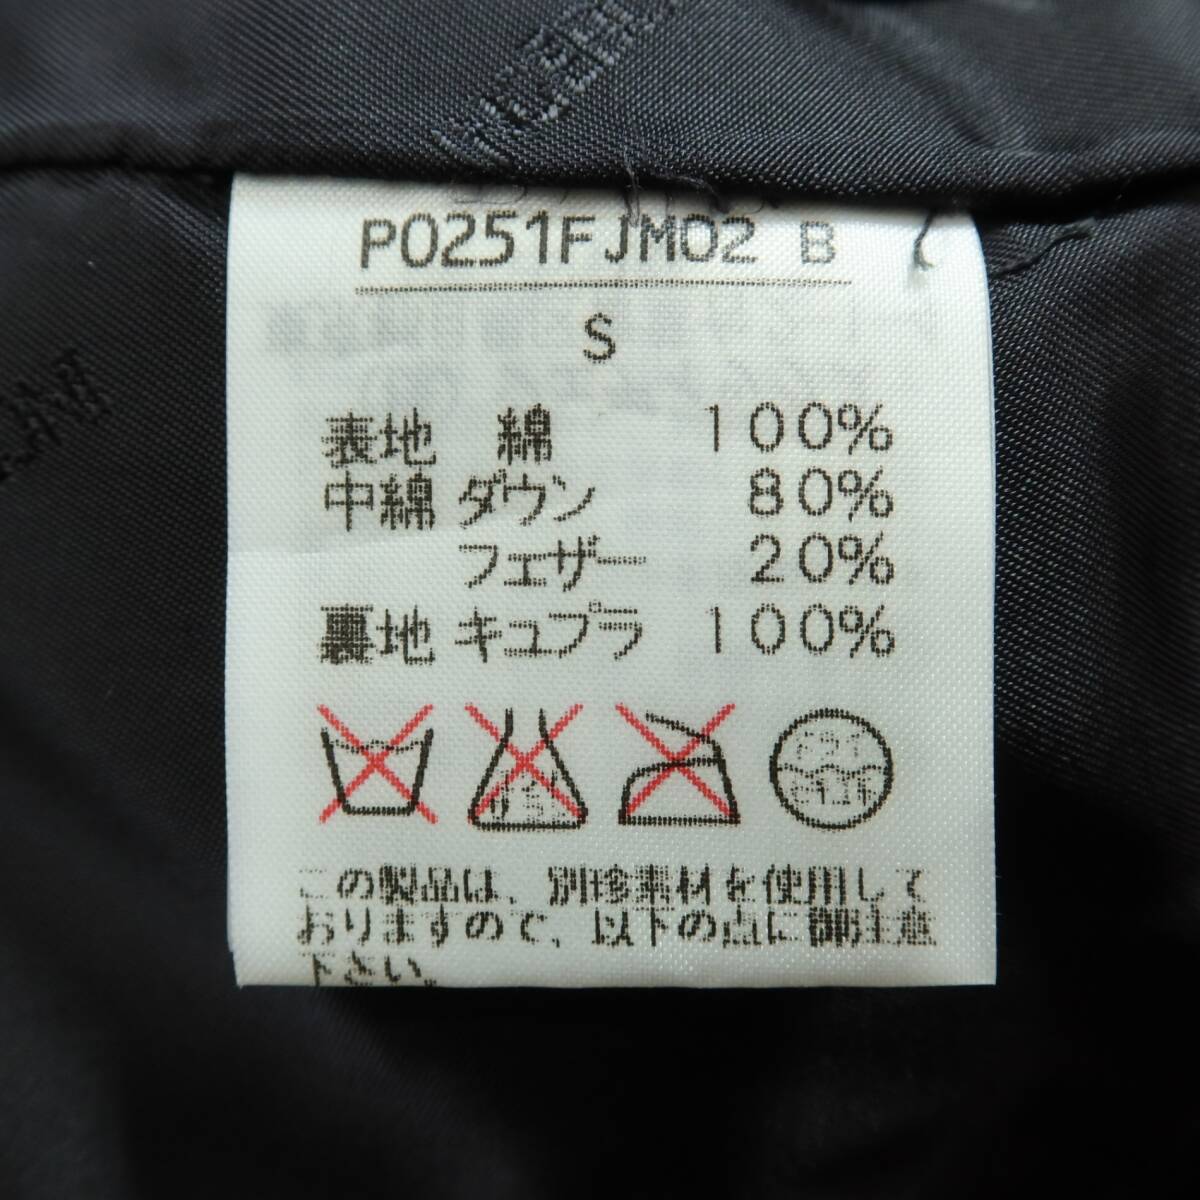 P0251FJM02 B
S
表地 綿 100%
中綿 ダウン 80%
フェザー 20%
裏地 キュプラ 100%
この製品は、別珍素材を使用して
おりますので、以下の点に御注意
下さい。